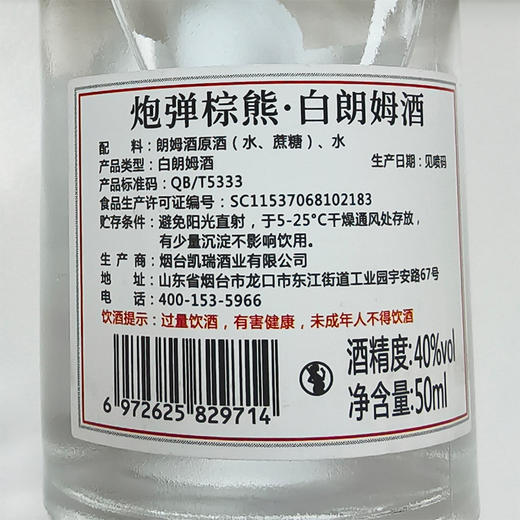 炮弹棕熊·白朗姆酒
配　　料：朗姆酒原酒（水、蔗糖）、水
产品类型：白朗姆酒　　生产日期：见喷码
产品标准码：QB/T5333
食品生产许可证编号：SC11537068102183
贮存条件：避免阳光直射，于5-25°C干燥通风处存放，
有少量沉淀不影响饮用。
生 产 商：烟台凯瑞酒业有限公司
地　　址：山东省烟台市龙口市东江街道工业园宇安路67号
电　　话：400-153-5966
饮酒提示：过量饮酒，有害健康，未成年人不得饮酒
酒精度:40%vol
净含量:50ml
6 972625 829714